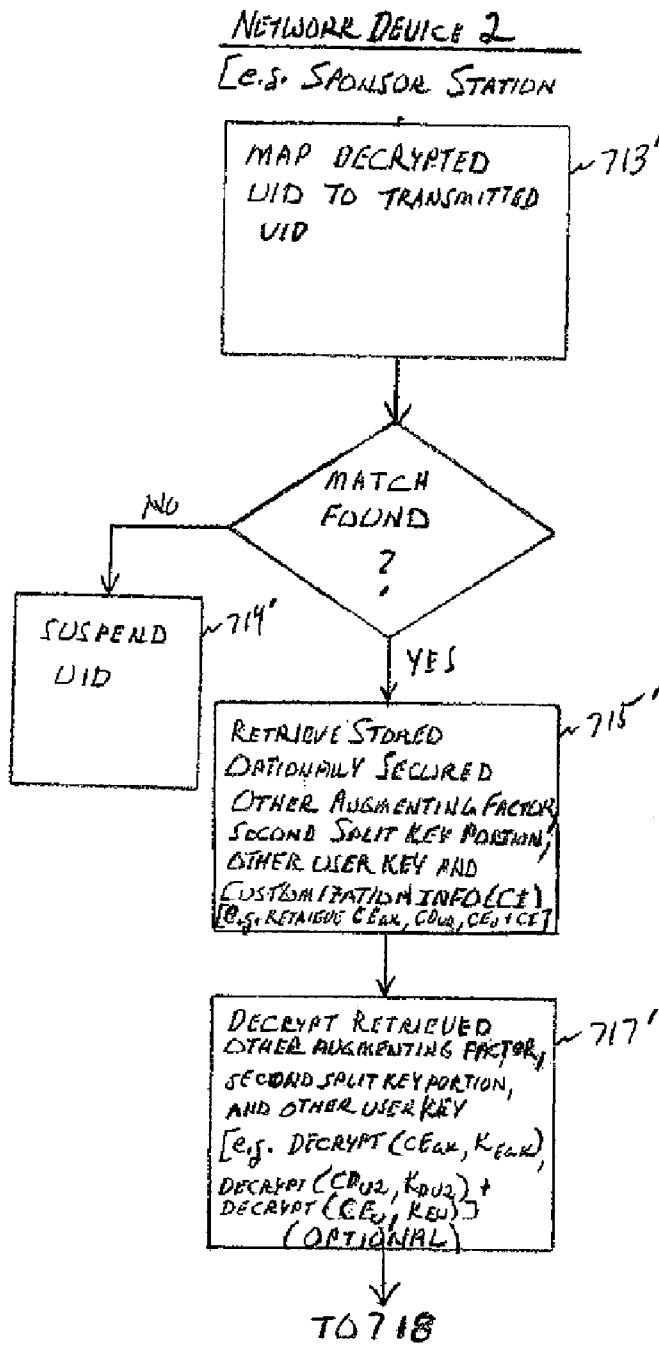 NETWORK DEVICE 2
[e.g. SPONSOR STATION
MAP DECRYPTED
UID TO TRANSMITTED
UID
713'
MATCH
FOUND
?
NO
SUSPEND
UID
714'
YES
RETRIEVE STORED
OPTIONALLY SECURED
OTHER AUGMENTING FACTOR,
SECOND SPLIT KEY PORTION,
OTHER USER KEY AND
CUSTOMIZATION INFO (CI)
[e.g. RETRIEVE CEak, CDU2, CEU + CI]
715'
DECRYPT RETRIEVED
OTHER AUGMENTING FACTOR,
SECOND SPLIT KEY PORTION,
AND OTHER USER KEY
[e.g. DECRYPT (CEak, KEak),
DECRYPT (CDU2, KDU2) +
DECRYPT (CEU, KEU)]
(OPTIONAL)
717'
TO 718